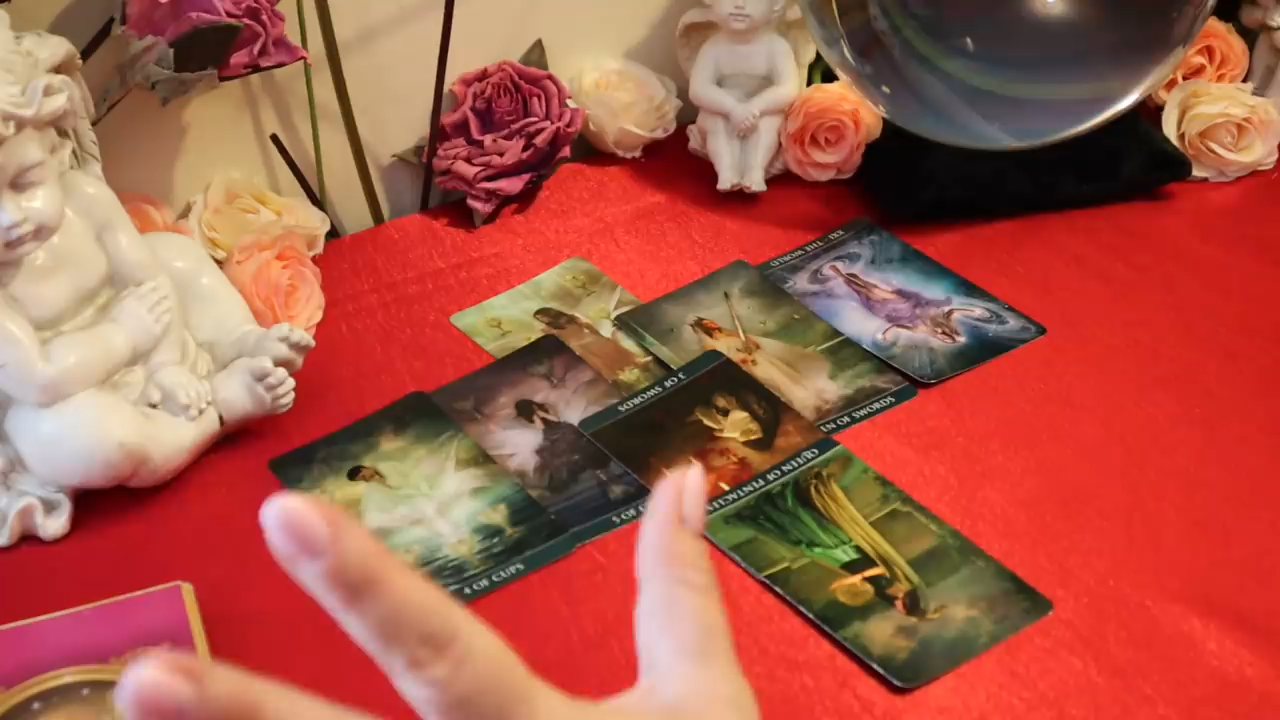 XXI - THE WORLD
3 OF SWORDS
EN OF SWORDS
QUEEN OF PENTACLES
5 OF
4 OF CUPS